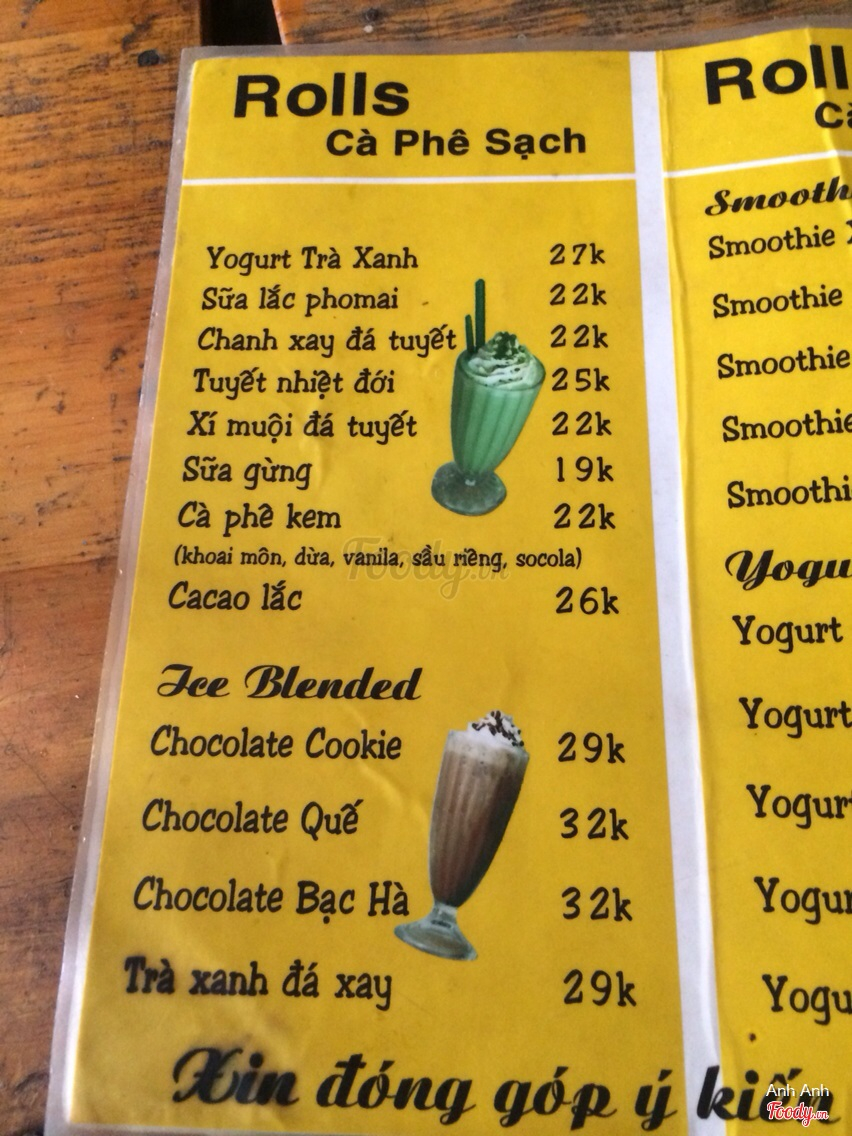 Rolls
Cà Phê Sạch
Yogurt Trà Xanh 27k
Sữa lắc phomai 22k
Chanh xay đá tuyết 22k
Tuyết nhiệt đới 25k
Xí muội đá tuyết 22k
Sữa gừng 19k
Cà phê kem 22k
(khoai môn, dừa, vanila, sầu riêng, socola)
Cacao lắc 26k
Ice Blended
Chocolate Cookie 29k
Chocolate Quế 32k
Chocolate Bạc Hà 32k
Trà xanh đá xay 29k
Smoothie
Smoothie
Smoothie
Smoothie
Yogurt
Yogurt
Xin đóng góp ý kiến
Foody.vn
Anh Anh
Foody.vn